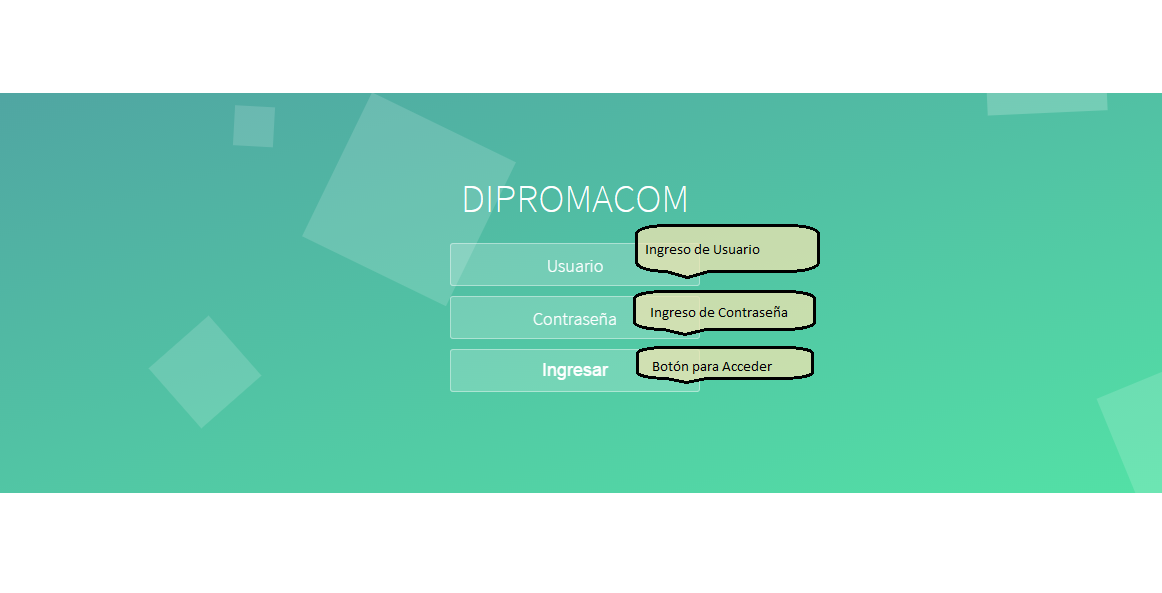 DIPROMACOM
Usuario
Ingreso de Usuario
Contraseña
Ingreso de Contraseña
Ingresar
Botón para Acceder